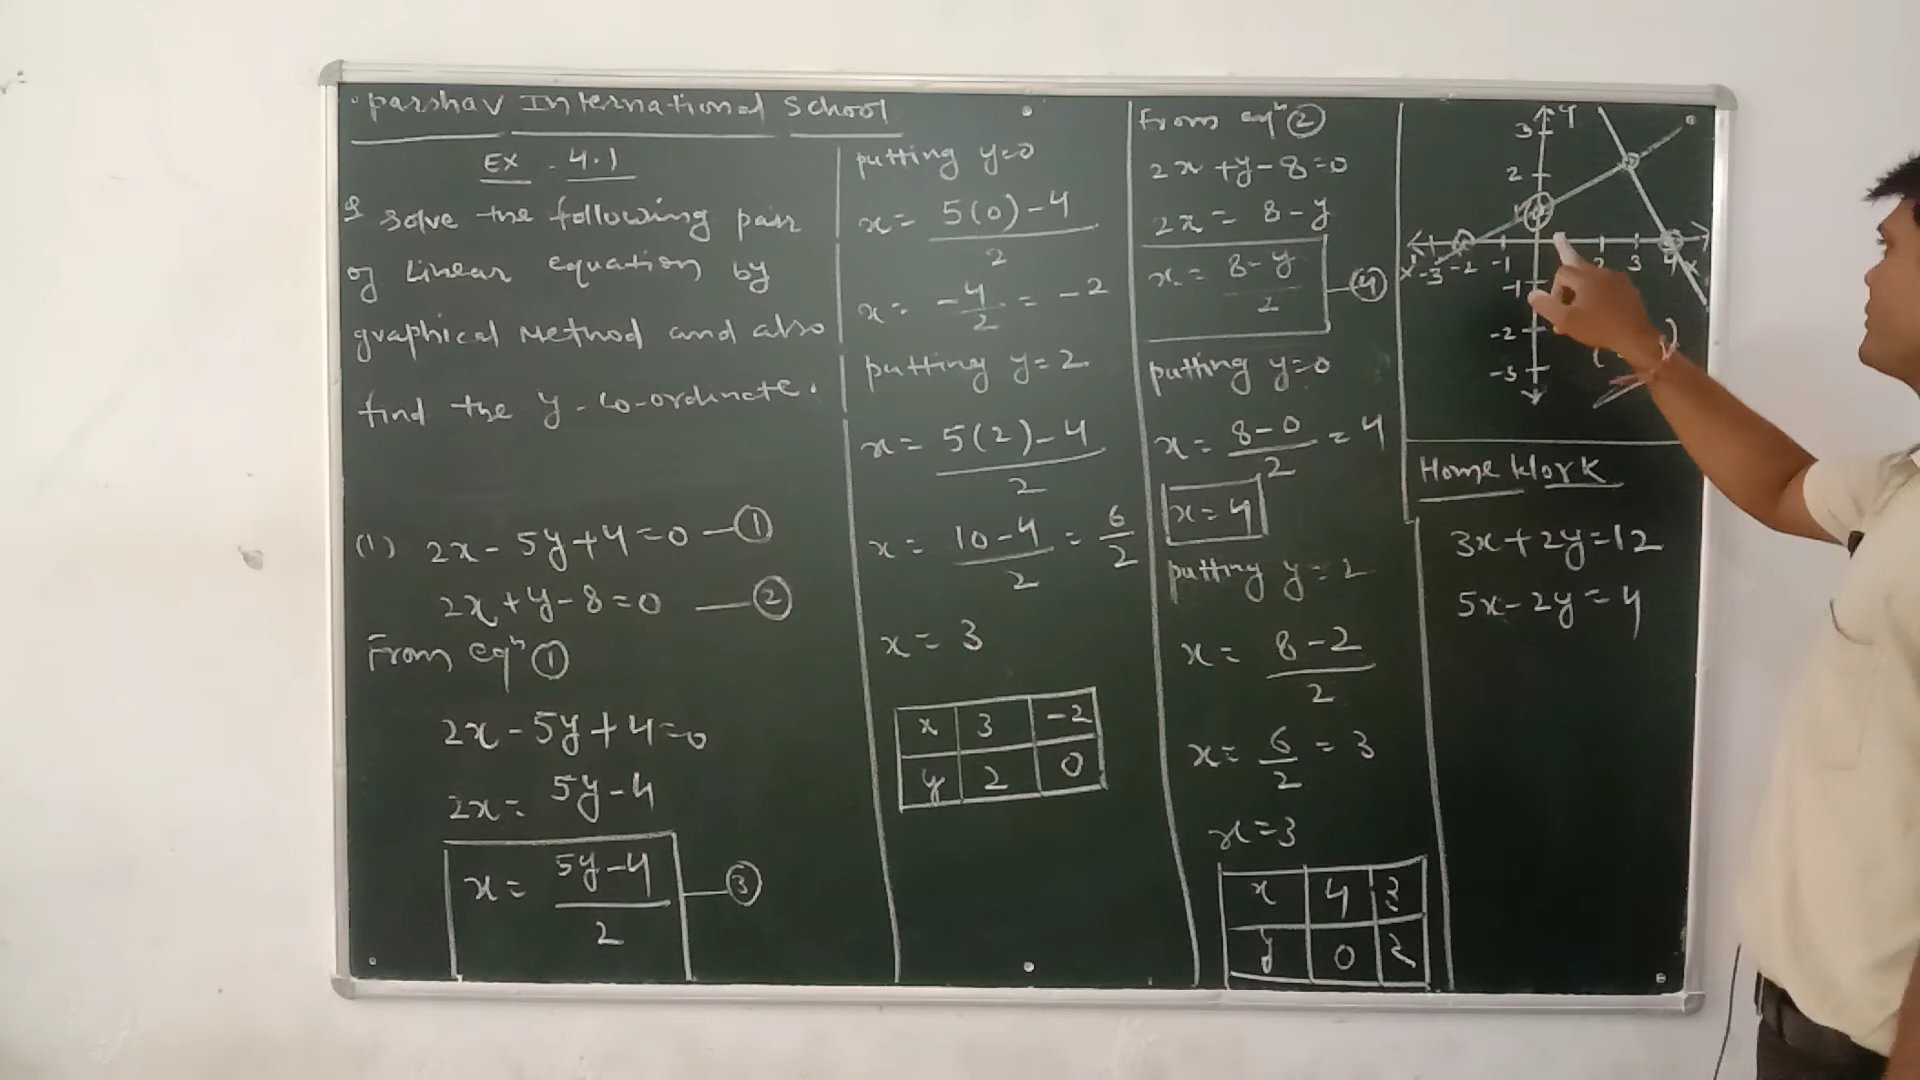 Parshav International School
Ex - 4.1
Q solve the following pair
of linear equation by
graphical Method and also
find the y-co-ordinate.
(1) 2x - 5y + 4 = 0 — ①
2x + y - 8 = 0 — ②
From eqⁿ ①
2x - 5y + 4 = 0
2x = 5y - 4
x = 5y - 4 / 2 — ③
putting y=0
x = 5(0) - 4 / 2
x = -4/2 = -2
putting y=2
x = 5(2) - 4 / 2
x = 10 - 4 / 2 = 6/2
x = 3
x 3 -2
y 2 0
From eqⁿ ②
2x + y - 8 = 0
2x = 8 - y
x = 8 - y / 2 — ④
putting y=0
x = 8 - 0 / 2 = 4
x = 4
putting y = 2
x = 8 - 2 / 2
x = 6/2 = 3
x = 3
x 4 3
y 0 2
Y
3
2
1
X' -3 -2 -1 2 3 4 X
-1
-2
-3
Home Work
3x + 2y = 12
5x - 2y = 4